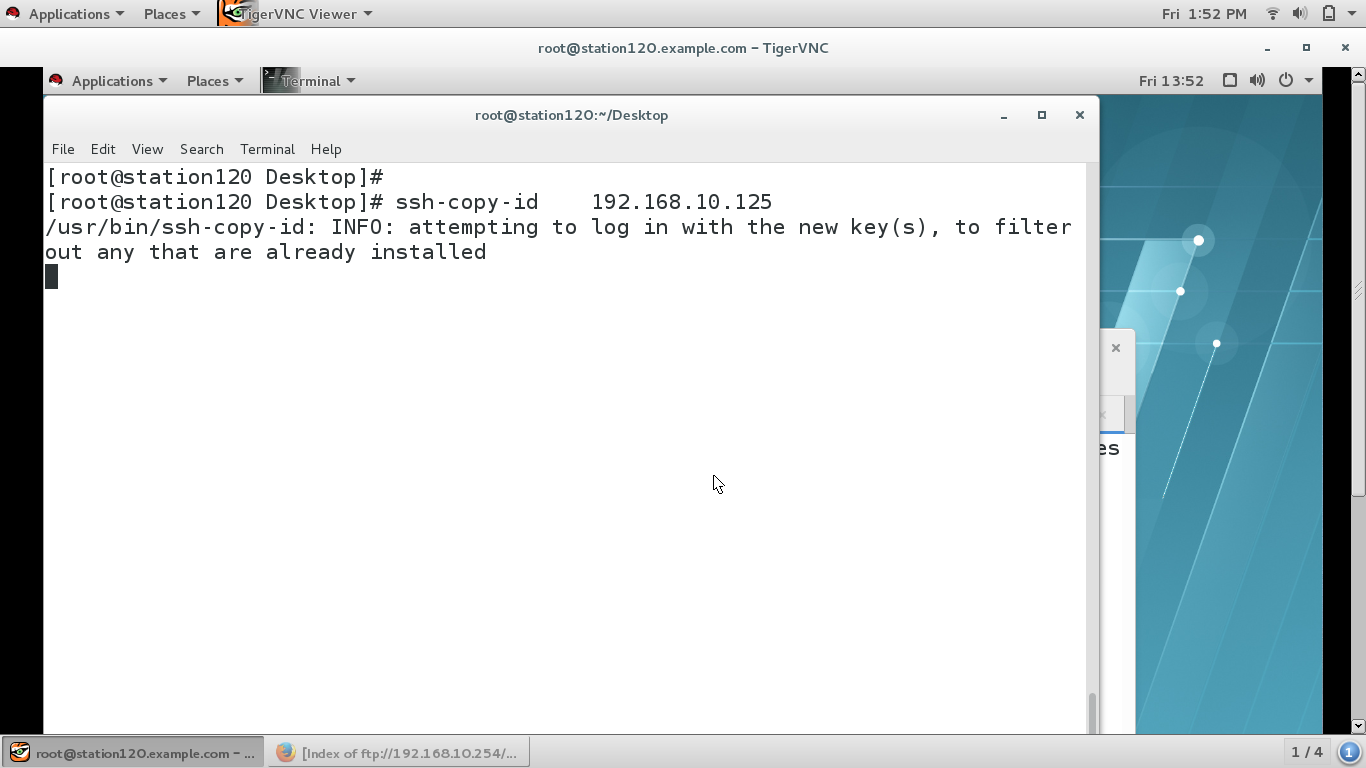 Applications Places TigerVNC Viewer Fri 1:52 PM
root@station120.example.com – TigerVNC
Applications Places Terminal Fri 13:52
root@station120:~/Desktop
File Edit View Search Terminal Help
[root@station120 Desktop]#
[root@station120 Desktop]# ssh-copy-id    192.168.10.125
/usr/bin/ssh-copy-id: INFO: attempting to log in with the new key(s), to filter
out any that are already installed
es
root@station120.example.com – ... [Index of ftp://192.168.10.254/... 1 / 4 1